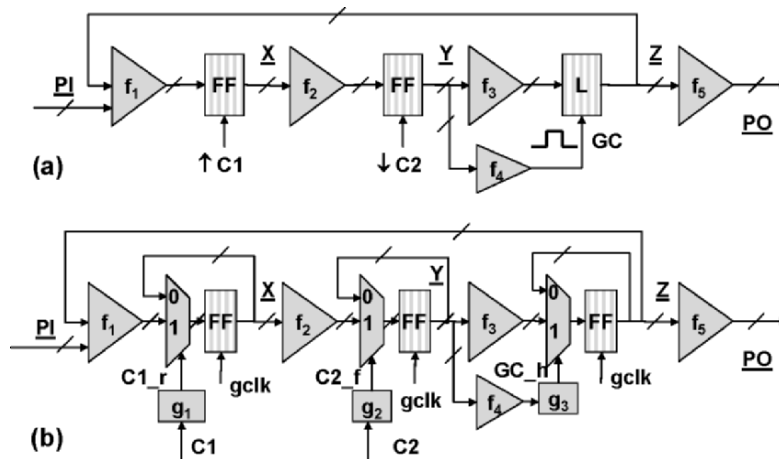 X
Y
Z
PI
f1
FF
f2
FF
f3
L
f5
f4
GC
PO
↑ C1
↓ C2
(a)
X
Y
Z
PI
f1
0
1
FF
f2
0
1
FF
f3
0
1
FF
f5
PO
C1_r
gclk
C2_f
gclk
GC_h
gclk
f4
g1
g2
g3
C1
C2
(b)